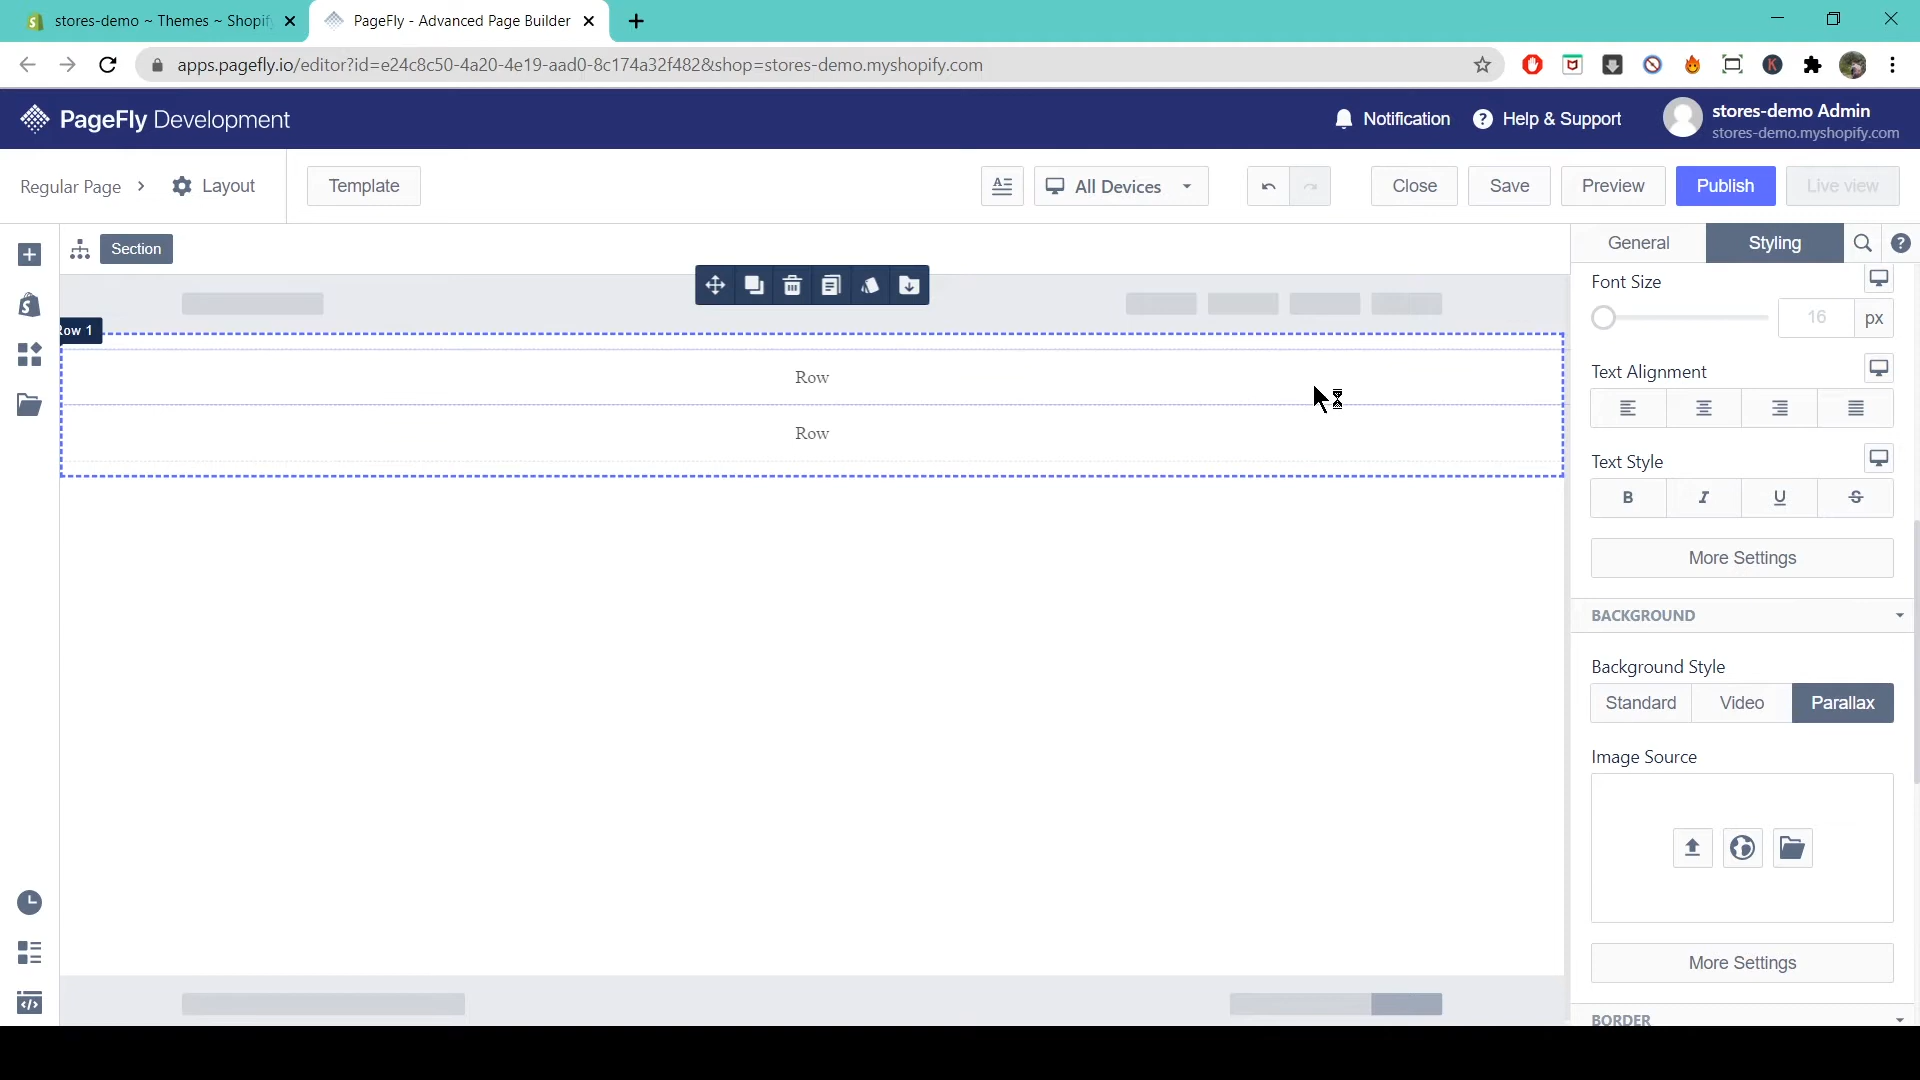 stores-demo ~ Themes ~ Shopif
PageFly - Advanced Page Builder
apps.pagefly.io/editor?id=e24c8c50-4a20-4e19-aad0-8c174a32f482&shop=stores-demo.myshopify.com
PageFly Development
Notification
Help & Support
stores-demo Admin
stores-demo.myshopify.com
Regular Page
Layout
Template
All Devices
Close
Save
Preview
Publish
Live view
Section
General
Styling
Row 1
Row
Row
Font Size
16
px
Text Alignment
Text Style
B I U S
More Settings
BACKGROUND
Background Style
Standard
Video
Parallax
Image Source
More Settings
BORDER